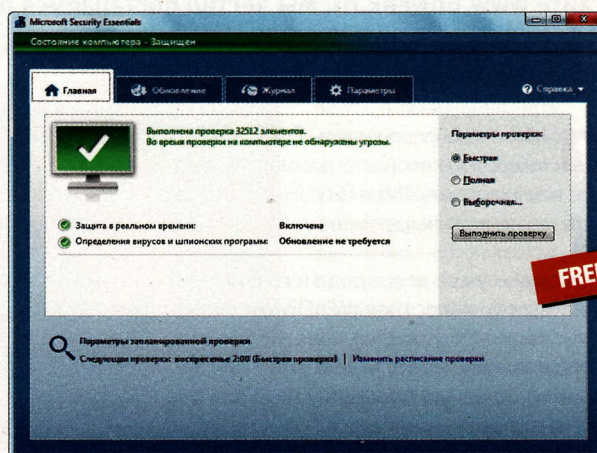 Microsoft Security Essentials
Состояние компьютера - Защищен
Главная
Обновление
Журнал
Параметры
Справка
Выполнена проверка 32512 элементов.
Во время проверки на компьютере не обнаружены угрозы.
Параметры проверки:
Быстрая
Полная
Выборочная...
Выполнить проверку
Защита в реальном времени: Включена
Определения вирусов и шпионских программ: Обновление не требуется
FREE
Параметры запланированной проверки
Следующая проверка: воскресенье 2:00 (Быстрая проверка) | Изменить расписание проверки